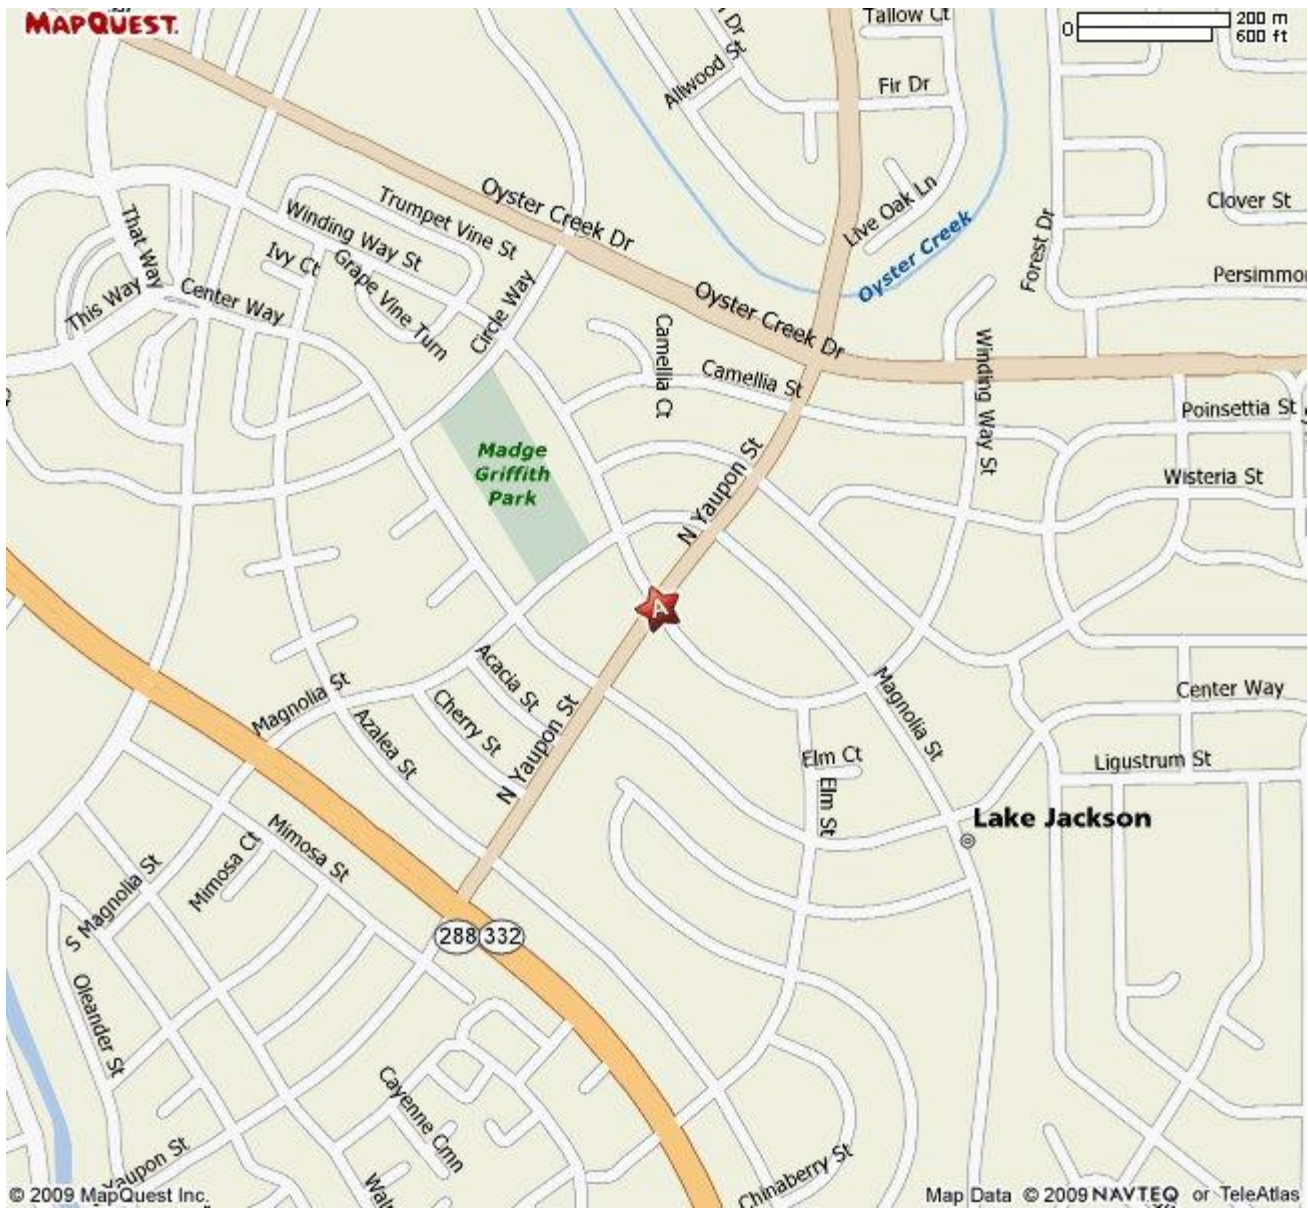 MAPQUEST.
Tallow Ct
200 m
0
600 ft
Dr
Allwood St
Fir Dr
Live Oak Ln
Oyster Creek
Forest Dr
Clover St
Persimmo
Oyster Creek Dr
Trumpet Vine St
Winding Way St
Ivy Ct
Grape Vine Turn
That Way
This Way
Center Way
Circle Way
Oyster Creek Dr
Camellia Ct
Camellia St
Winding Way St
Poinsettia St
Wisteria St
Madge
Griffith
Park
N Yaupon St
A
Acacia St
Cherry St
Magnolia St
Azalea St
N Yaupon St
Magnolia St
Center Way
Elm Ct
Elm St
Ligustrum St
Lake Jackson
Mimosa St
Mimosa Ct
S Magnolia St
288
332
Oleander St
Cayenne Cmn
Yaupon St
Waln
Chinaberry St
© 2009 MapQuest Inc.
Map Data © 2009 NAVTEQ or TeleAtlas